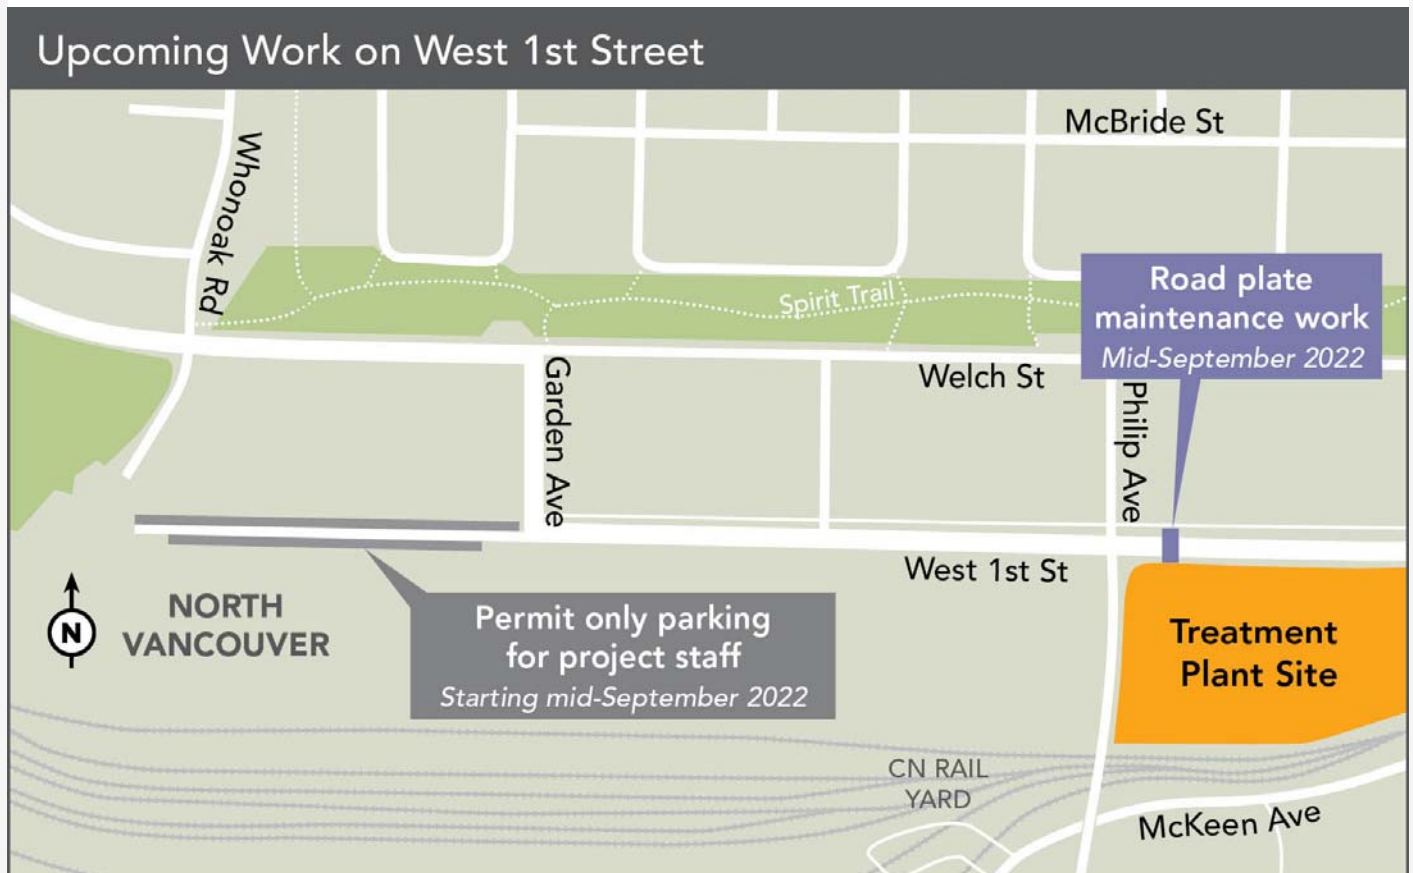 Upcoming Work on West 1st Street
McBride St
Whonoak Rd
Spirit Trail
Road plate
maintenance work
Mid-September 2022
Welch St
Garden Ave
Philip Ave
West 1st St
N
NORTH
VANCOUVER
Permit only parking
for project staff
Starting mid-September 2022
Treatment
Plant Site
CN RAIL
YARD
McKeen Ave